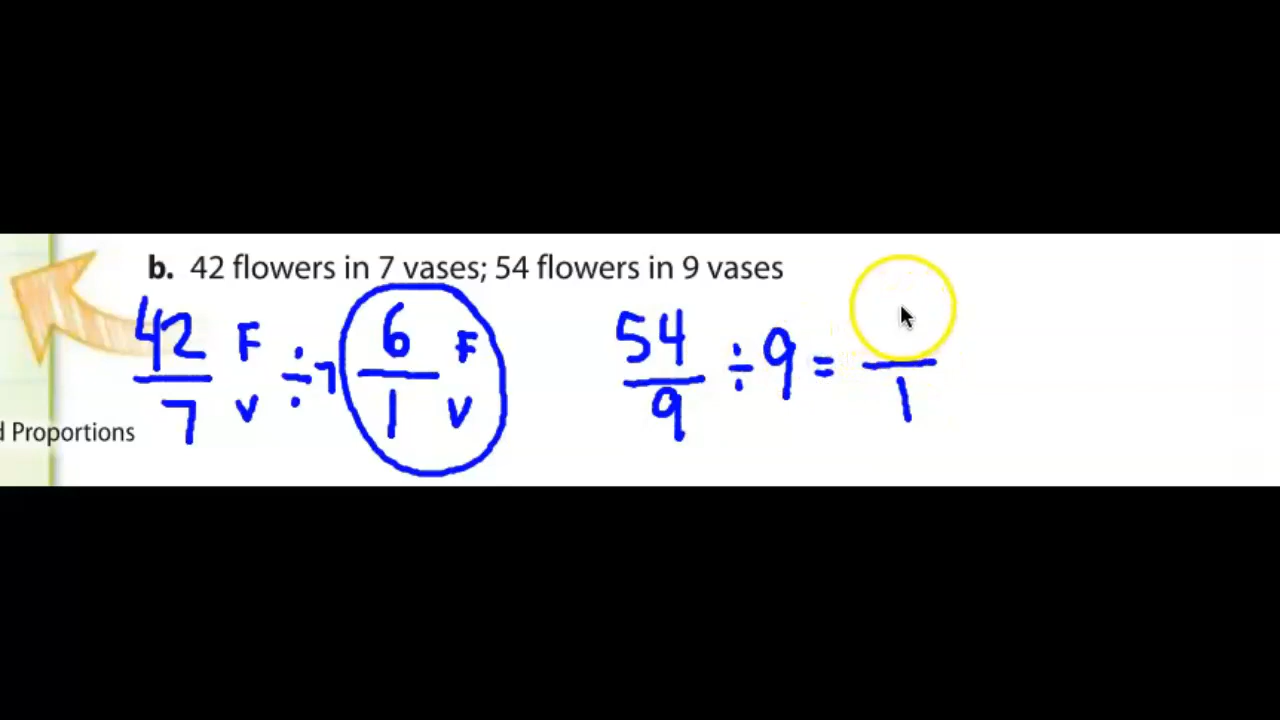 b. 42 flowers in 7 vases; 54 flowers in 9 vases
42 F ÷7 6 F 54 ÷9 =
7 V 1 V 9 1
d Proportions